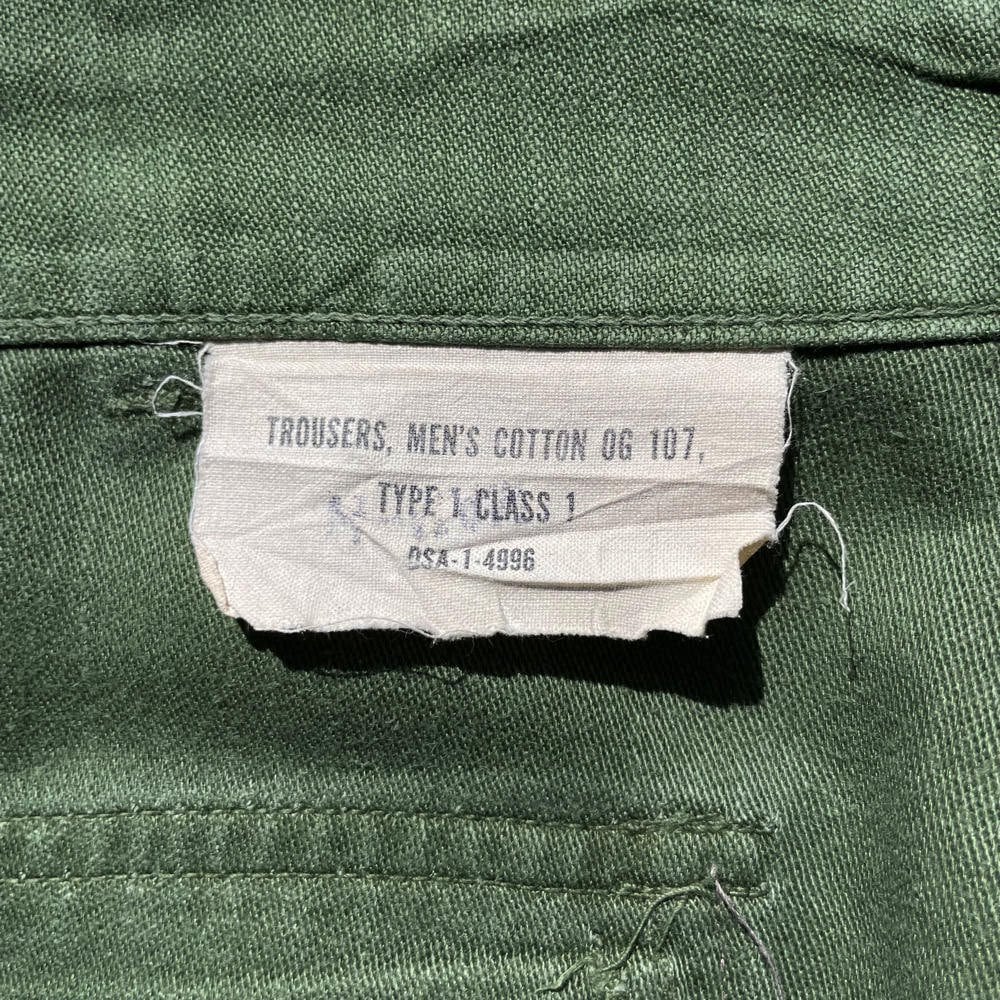 TROUSERS, MEN'S COTTON OG 107,
TYPE 1 CLASS 1
DSA-1-4996